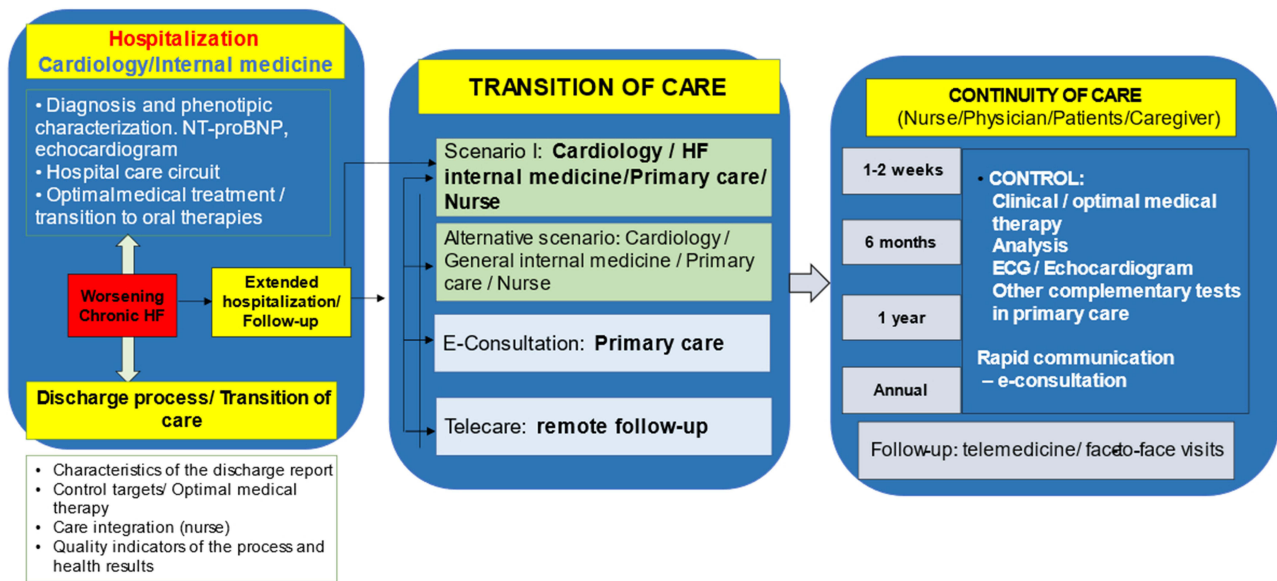 Hospitalization
Cardiology/Internal medicine
• Diagnosis and phenotipic
characterization. NT-proBNP,
echocardiogram
• Hospital care circuit
• Optimal medical treatment /
transition to oral therapies
Worsening
Chronic HF
Extended
hospitalization/
Follow-up
Discharge process/ Transition of
care
• Characteristics of the discharge report
• Control targets/ Optimal medical
therapy
• Care integration (nurse)
• Quality indicators of the process and
health results
TRANSITION OF CARE
Scenario I: Cardiology / HF
internal medicine/Primary care/
Nurse
Alternative scenario: Cardiology /
General internal medicine / Primary
care / Nurse
E-Consultation: Primary care
Telecare: remote follow-up
CONTINUITY OF CARE
(Nurse/Physician/Patients/Caregiver)
1-2 weeks
6 months
1 year
Annual
• CONTROL:
Clinical / optimal medical
therapy
Analysis
ECG / Echocardiogram
Other complementary tests
in primary care
Rapid communication
– e-consultation
Follow-up: telemedicine/ face-to-face visits